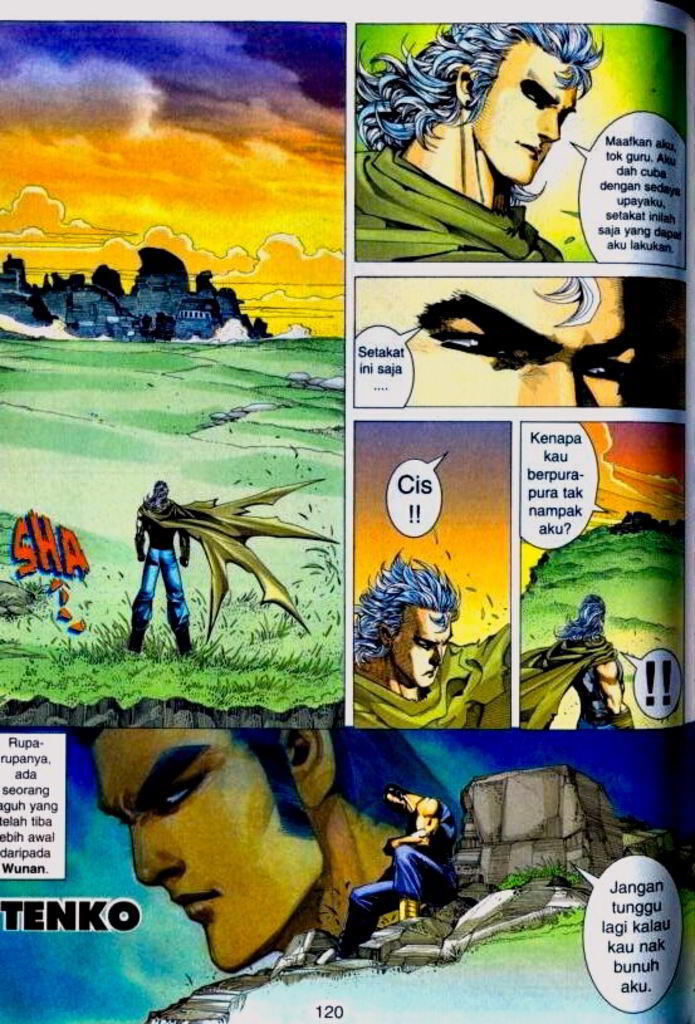 Maafkan aku,
tok guru. Aku
dah cuba
dengan sedaya
upayaku,
setakat inilah
saja yang dapat
aku lakukan.
Setakat
ini saja
....
SHA
Cis
!!
Kenapa
kau
berpura-
pura tak
nampak
aku?
!!
Rupa-
rupanya,
ada
seorang
aguh yang
telah tiba
ebih awal
daripada
Wunan.
TENKO
Jangan
tunggu
lagi kalau
kau nak
bunuh
aku.
120